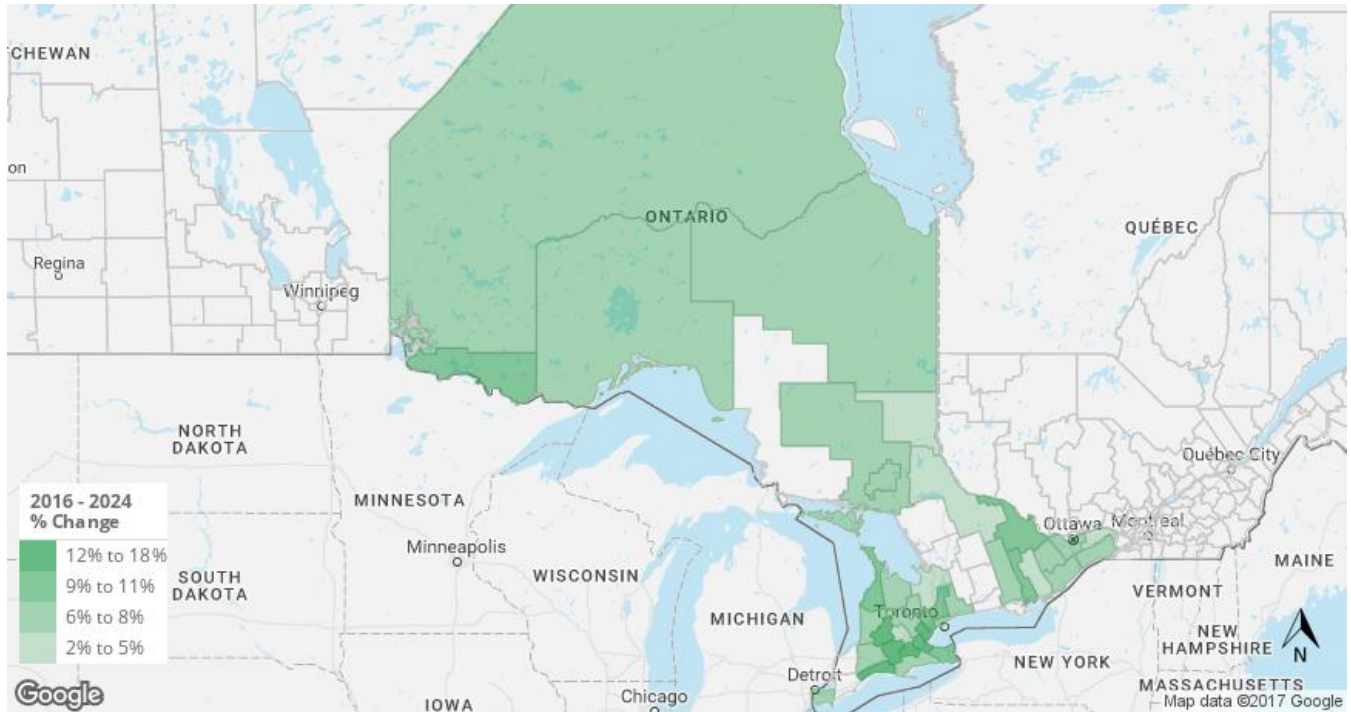 TCHEWAN
on
ONTARIO
QUÉBEC
Regina
Winnipeg
NORTH
DAKOTA
Québec City
MINNESOTA
Ottawa
Montreal
2016 - 2024
% Change
12% to 18%
9% to 11%
6% to 8%
2% to 5%
Minneapolis
MAINE
WISCONSIN
SOUTH
DAKOTA
VERMONT
MICHIGAN
Toronto
NEW
HAMPSHIRE
N
NEW YORK
Detroit
MASSACHUSETTS
Google
IOWA
Chicago
Map data ©2017 Google